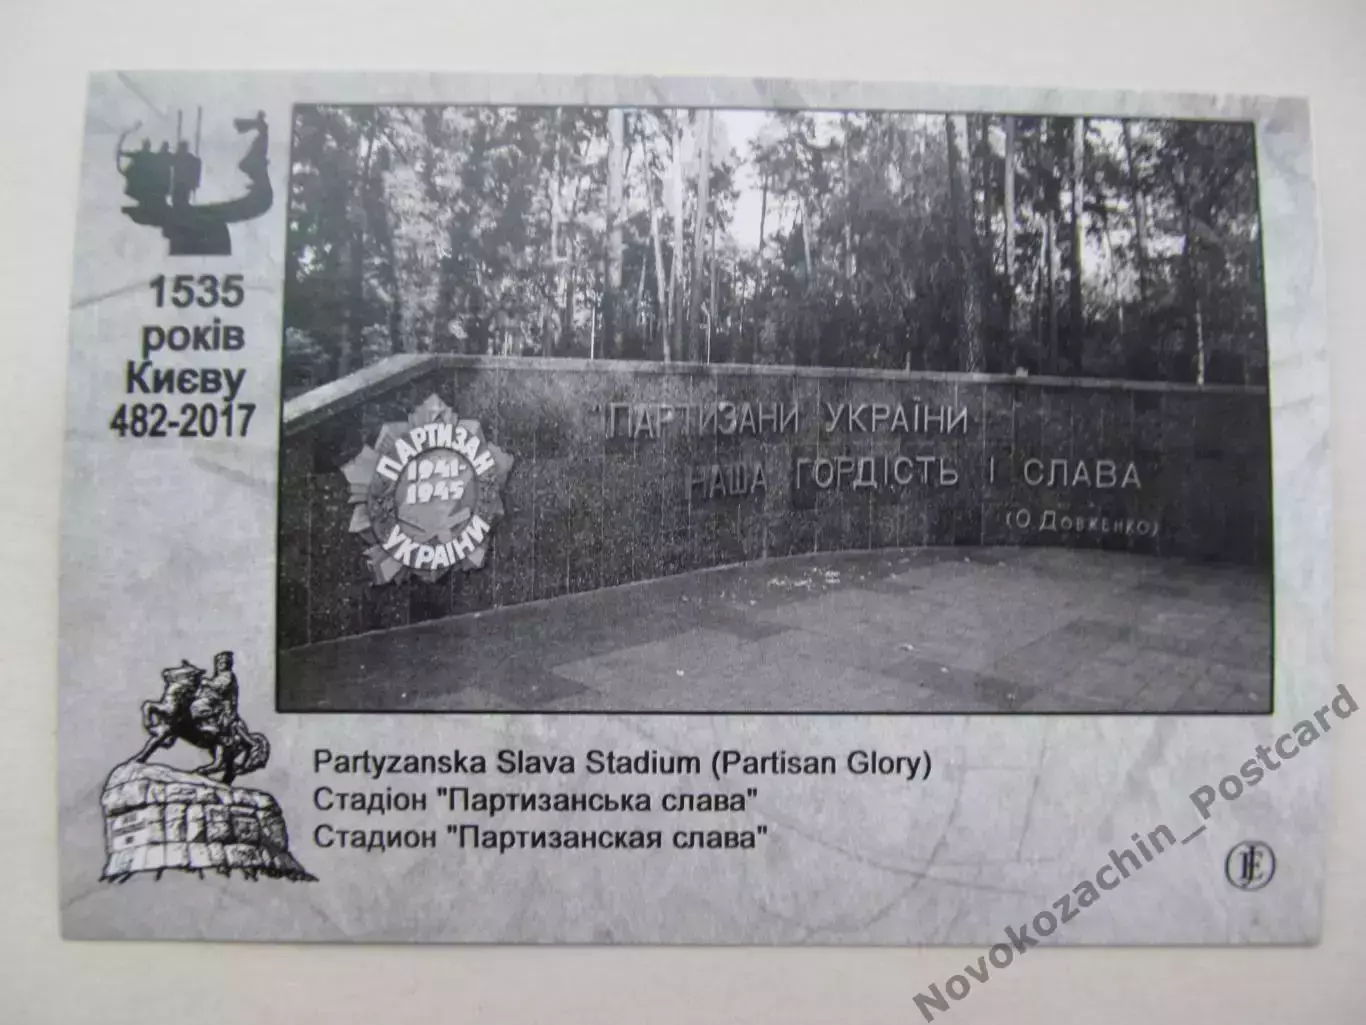 1535
років
Києву
482-2017
ПАРТИЗАН
1941-
1945
УКРАЇНИ
"ПАРТИЗАНИ УКРАЇНИ
НАША ГОРДІСТЬ І СЛАВА
(О ДОВЖЕНКО)
Partyzanska Slava Stadium (Partisan Glory)
Стадіон "Партизанська слава"
Стадион "Партизанская слава"
Novokozachin_Postcard